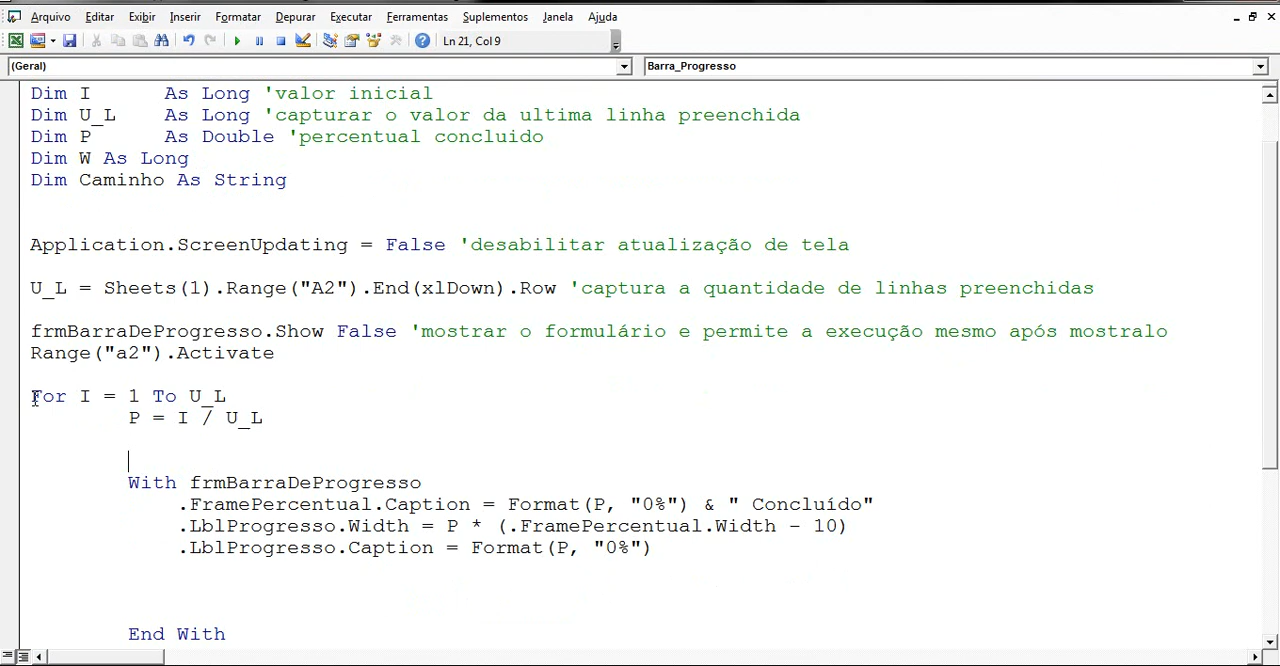 Arquivo Editar Exibir Inserir Formatar Depurar Executar Ferramentas Suplementos Janela Ajuda
Ln 21, Col 9
(Geral) Barra_Progresso
Dim I As Long 'valor inicial
Dim U_L As Long 'capturar o valor da ultima linha preenchida
Dim P As Double 'percentual concluido
Dim W As Long
Dim Caminho As String
Application.ScreenUpdating = False 'desabilitar atualização de tela
U_L = Sheets(1).Range("A2").End(xlDown).Row 'captura a quantidade de linhas preenchidas
frmBarraDeProgresso.Show False 'mostrar o formulário e permite a execução mesmo após mostralo
Range("a2").Activate
For I = 1 To U_L
P = I / U_L
With frmBarraDeProgresso
.FramePercentual.Caption = Format(P, "0%") & " Concluído"
.LblProgresso.Width = P * (.FramePercentual.Width - 10)
.LblProgresso.Caption = Format(P, "0%")
End With